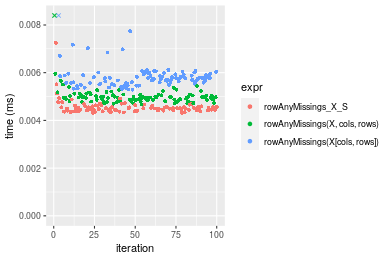 0.008
0.006
0.004
0.002
0.000
time (ms)
0 25 50 75 100
iteration
expr
rowAnyMissings_X_S
rowAnyMissings(X, cols, rows)
rowAnyMissings(X[cols, rows])